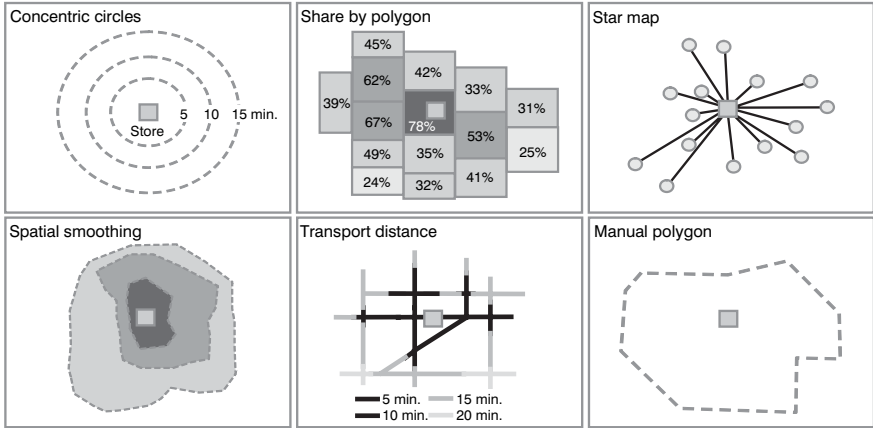 Concentric circles
5 10 15 min.
Store
Share by polygon
45%
62% 42%
33%
39% 31%
67% 78%
53%
49% 35% 25%
24% 32% 41%
Star map
Spatial smoothing
Transport distance
5 min. 15 min.
10 min. 20 min.
Manual polygon